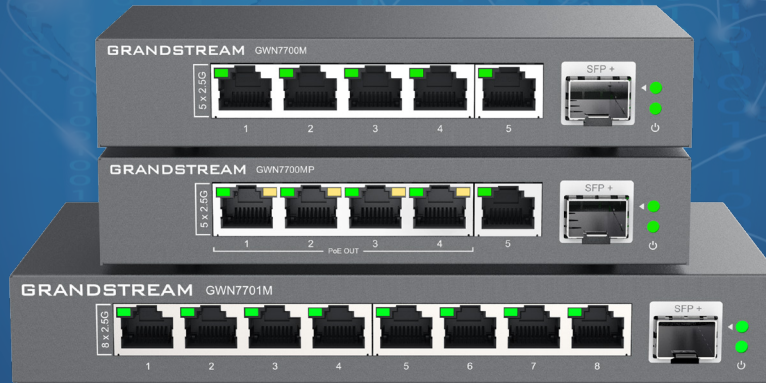 GRANDSTREAM GWN7700M
5 x 2.5G
SFP +
1 2 3 4 5
GRANDSTREAM GWN7700MP
5 x 2.5G
SFP +
1 2 3 4 5
PoE OUT
GRANDSTREAM GWN7701M
8 x 2.5G
SFP +
1 2 3 4 5 6 7 8